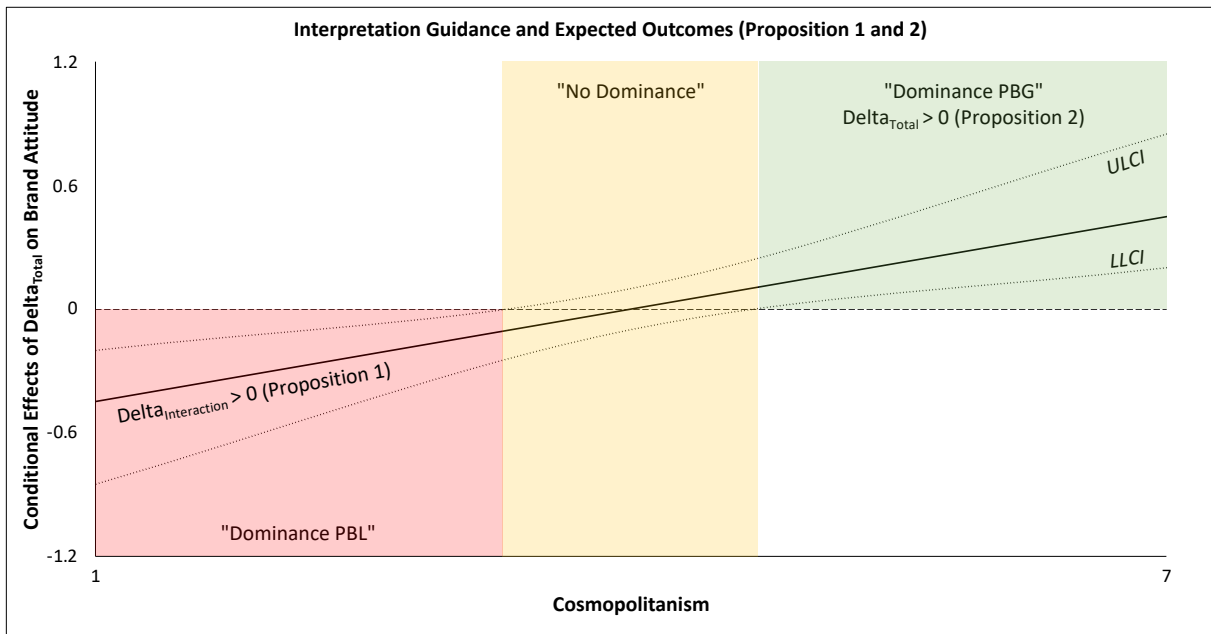 Interpretation Guidance and Expected Outcomes (Proposition 1 and 2)
Conditional Effects of DeltaTotal on Brand Attitude
1.2
0.6
0
-0.6
-1.2
"No Dominance"
"Dominance PBG"
DeltaTotal > 0 (Proposition 2)
ULCI
LLCI
DeltaInteraction > 0 (Proposition 1)
"Dominance PBL"
1
7
Cosmopolitanism